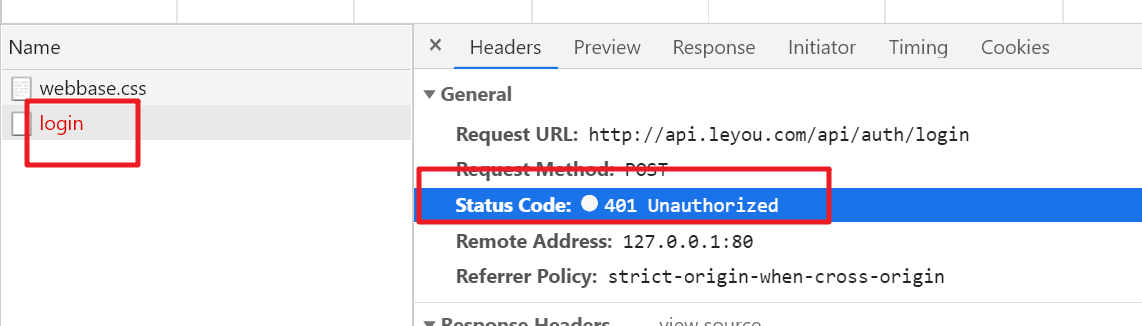 Name
webbase.css
login
× Headers Preview Response Initiator Timing Cookies
General
Request URL: http://api.leyou.com/api/auth/login
Request Method: POST
Status Code: 401 Unauthorized
Remote Address: 127.0.0.1:80
Referrer Policy: strict-origin-when-cross-origin
Response Headers view source